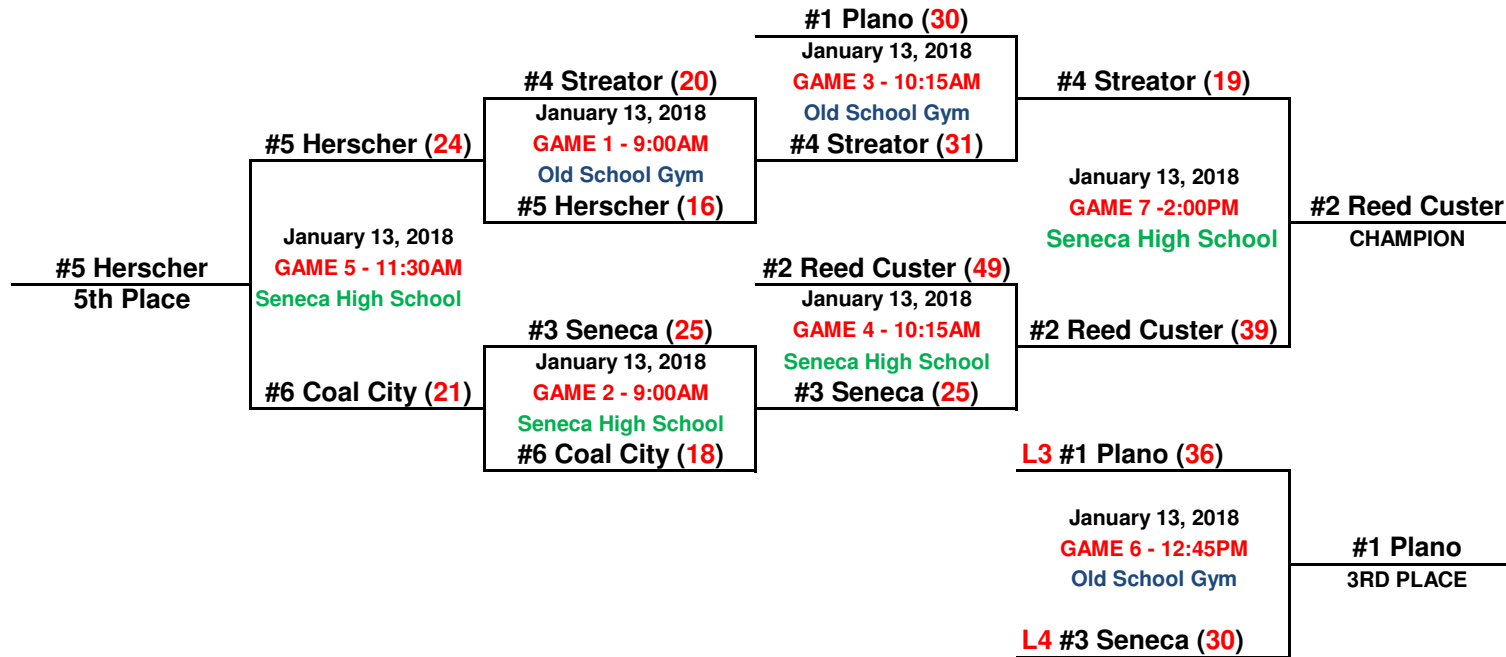 #1 Plano (30)
January 13, 2018
GAME 3 - 10:15AM
Old School Gym
#4 Streator (31)
#4 Streator (20)
January 13, 2018
GAME 1 - 9:00AM
Old School Gym
#5 Herscher (16)
#4 Streator (19)
January 13, 2018
GAME 7 -2:00PM
Seneca High School
#2 Reed Custer (39)
#2 Reed Custer
CHAMPION
#5 Herscher (24)
January 13, 2018
GAME 5 - 11:30AM
Seneca High School
#6 Coal City (21)
#5 Herscher
5th Place
#2 Reed Custer (49)
January 13, 2018
GAME 4 - 10:15AM
Seneca High School
#3 Seneca (25)
#3 Seneca (25)
January 13, 2018
GAME 2 - 9:00AM
Seneca High School
#6 Coal City (18)
L3 #1 Plano (36)
January 13, 2018
GAME 6 - 12:45PM
Old School Gym
L4 #3 Seneca (30)
#1 Plano
3RD PLACE